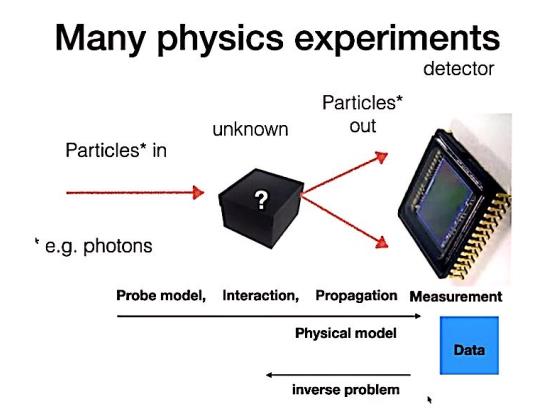 Many physics experiments
detector
Particles*
out
unknown
Particles* in
?
* e.g. photons
Probe model, Interaction, Propagation Measurement
Physical model
Data
inverse problem